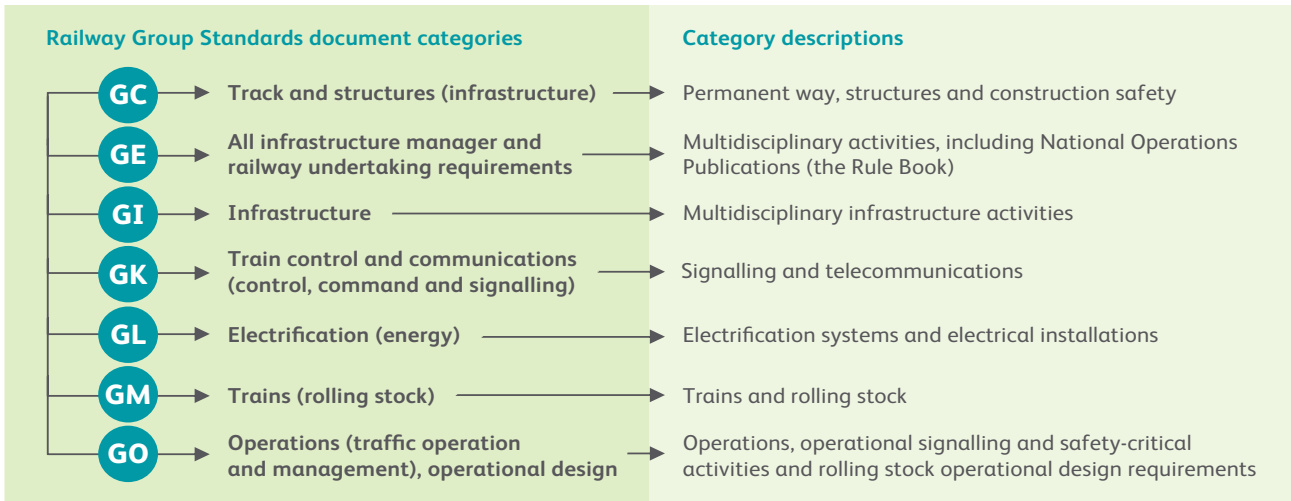 Railway Group Standards document categories
Category descriptions
GC
Track and structures (infrastructure)
Permanent way, structures and construction safety
GE
All infrastructure manager and
railway undertaking requirements
Multidisciplinary activities, including National Operations
Publications (the Rule Book)
GI
Infrastructure
Multidisciplinary infrastructure activities
GK
Train control and communications
(control, command and signalling)
Signalling and telecommunications
GL
Electrification (energy)
Electrification systems and electrical installations
GM
Trains (rolling stock)
Trains and rolling stock
GO
Operations (traffic operation
and management), operational design
Operations, operational signalling and safety-critical
activities and rolling stock operational design requirements